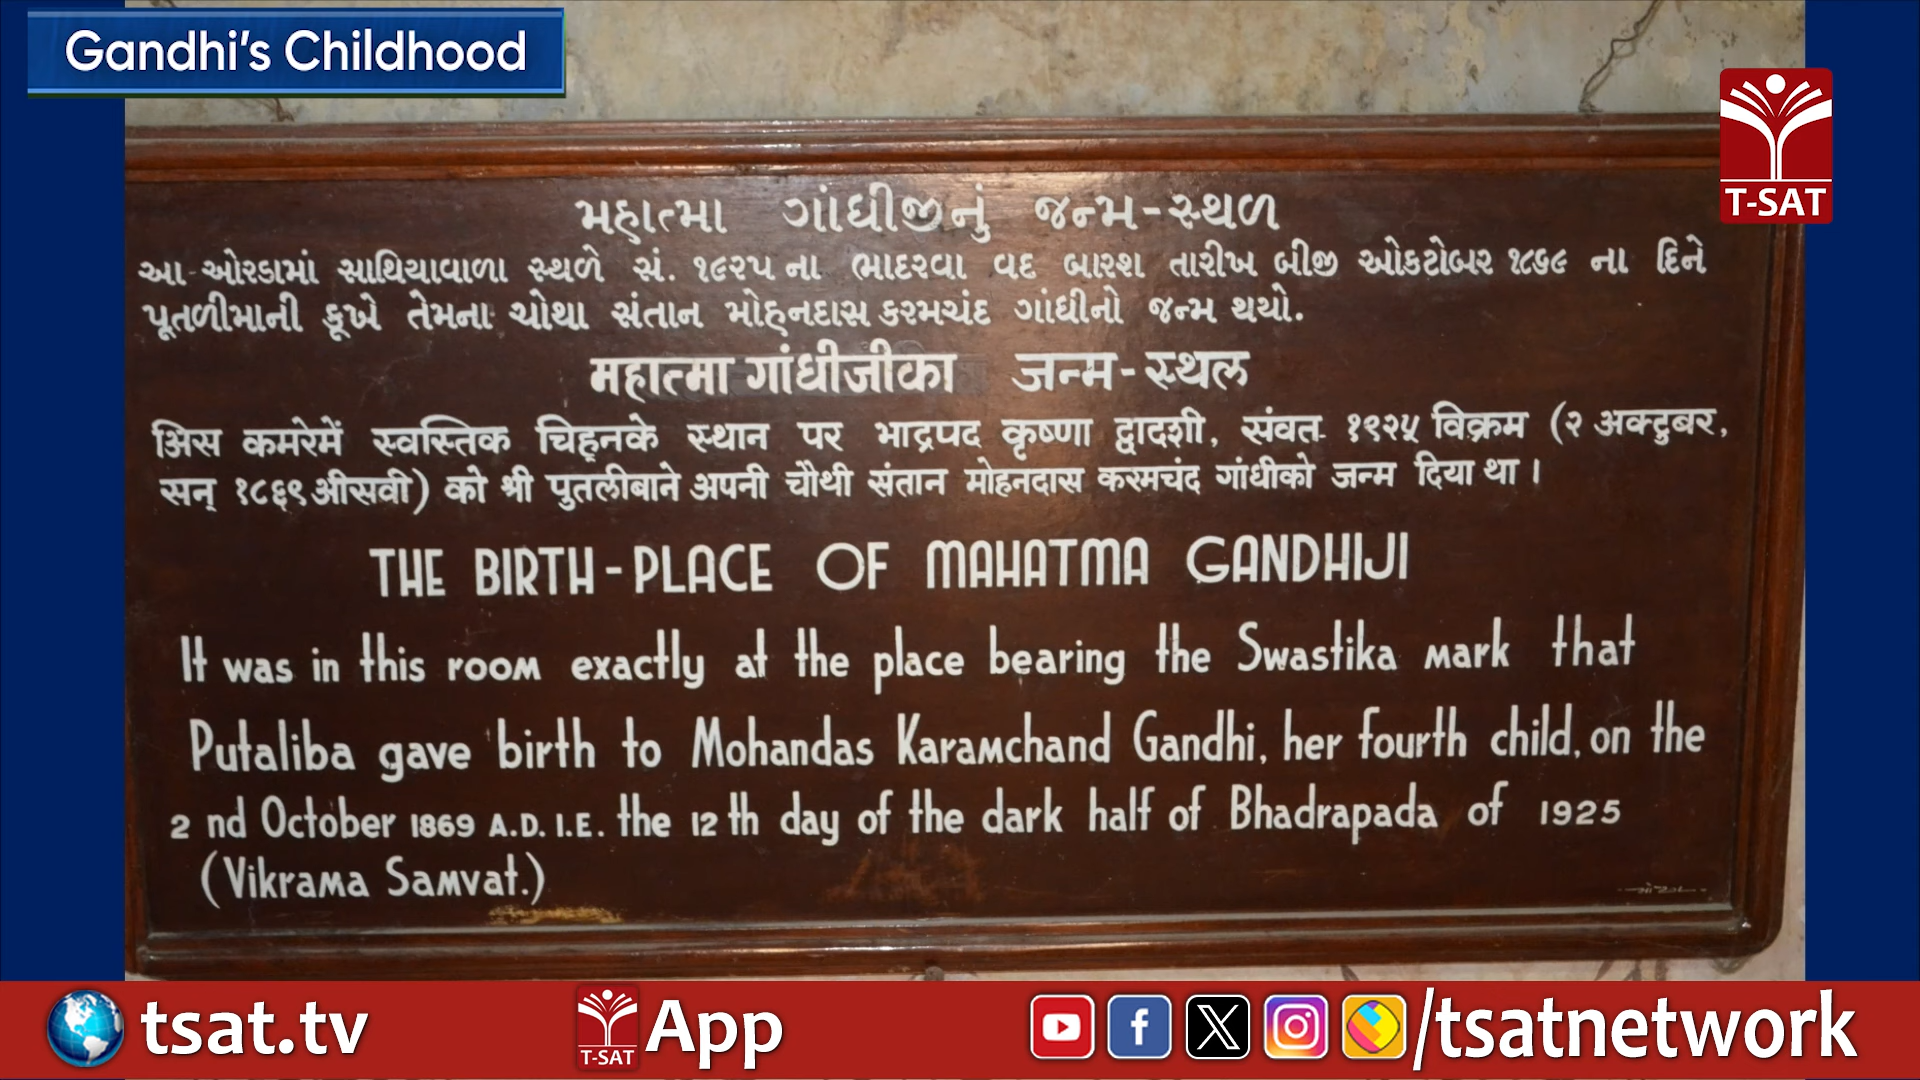 Gandhi's Childhood
T-SAT
મહાત્મા ગાંધીજીનું જન્મ-સ્થળ
આ ઓરડામાં સાથિયાવાળા સ્થળે સં. ૧૯૨૫ ના ભાદરવા વદ બારશ તારીખ બીજી ઓક્ટોબર ૧૮૬૯ ના દિને
પૂતળીમાની કૂખે તેમના ચોથા સંતાન મોહનદાસ કરમચંદ ગાંધીનો જન્મ થયો.
महात्मा गांधीजीका जन्म-स्थल
अिस कमरेमें स्वस्तिक चिह्नके स्थान पर भाद्रपद कृष्णा द्वादशी, संवत १९२५ विक्रम (२ अक्टुबर,
सन् १८६९ अीसवी) को श्री पुतलीबाने अपनी चौथी संतान मोहनदास करमचंद गांधीको जन्म दिया था।
THE BIRTH-PLACE OF MAHATMA GANDHIJI
It was in this room exactly at the place bearing the Swastika mark that
Putaliba gave birth to Mohandas Karamchand Gandhi, her fourth child, on the
2 nd October 1869 A.D. I.E. the 12 th day of the dark half of Bhadrapada of 1925
(Vikrama Samvat.)
tsat.tv T-SAT App /tsatnetwork